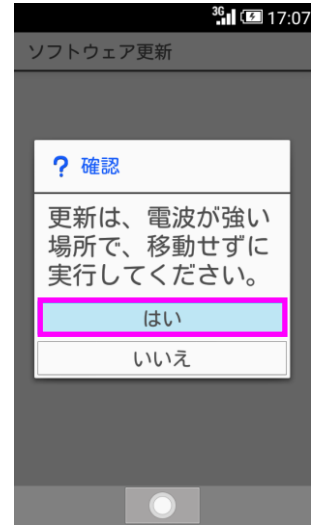 3G 17:07
ソフトウェア更新
? 確認
更新は、電波が強い
場所で、移動せずに
実行してください。
はい
いいえ